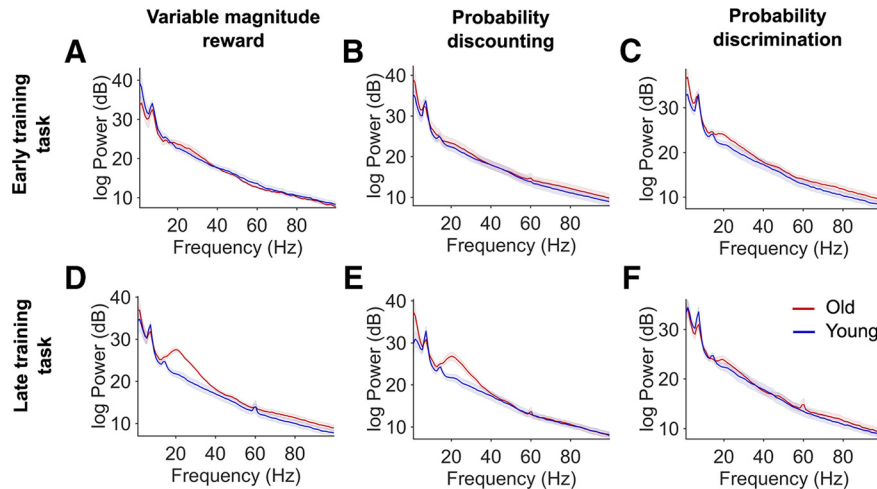 Variable magnitude
reward
Probability
discounting
Probability
discrimination
Early training
task
A
log Power (dB)
40
30
20
10
20 40 60 80
Frequency (Hz)
B
log Power (dB)
40
30
20
10
20 40 60 80
Frequency (Hz)
C
log Power (dB)
30
20
10
20 40 60 80
Frequency (Hz)
Late training
task
D
log Power (dB)
40
30
20
10
20 40 60 80
Frequency (Hz)
E
log Power (dB)
40
30
20
10
20 40 60 80
Frequency (Hz)
F
log Power (dB)
30
20
10
20 40 60 80
Frequency (Hz)
Old
Young